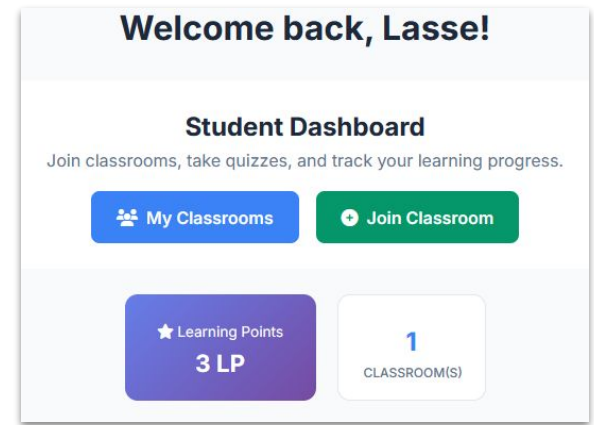 Welcome back, Lasse!
Student Dashboard
Join classrooms, take quizzes, and track your learning progress.
My Classrooms
Join Classroom
Learning Points
3 LP
1
CLASSROOM(S)